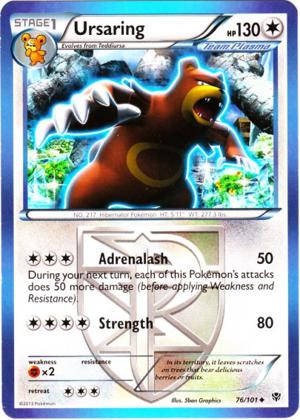 STAGE1
Ursaring
HP 130
Evolves from Teddiursa
Team Plasma
NO. 217 Hibernator Pokémon HT: 5'11" WT: 277.3 lbs.
Adrenalash 50
During your next turn, each of this Pokémon's attacks
does 50 more damage (before applying Weakness and
Resistance).
Strength 80
weakness
resistance
×2
retreat
In its territory, it leaves
scratches on trees that bear
delicious berries or fruits.
Illus. 5ban Graphics
76/101
©2013 Pokémon